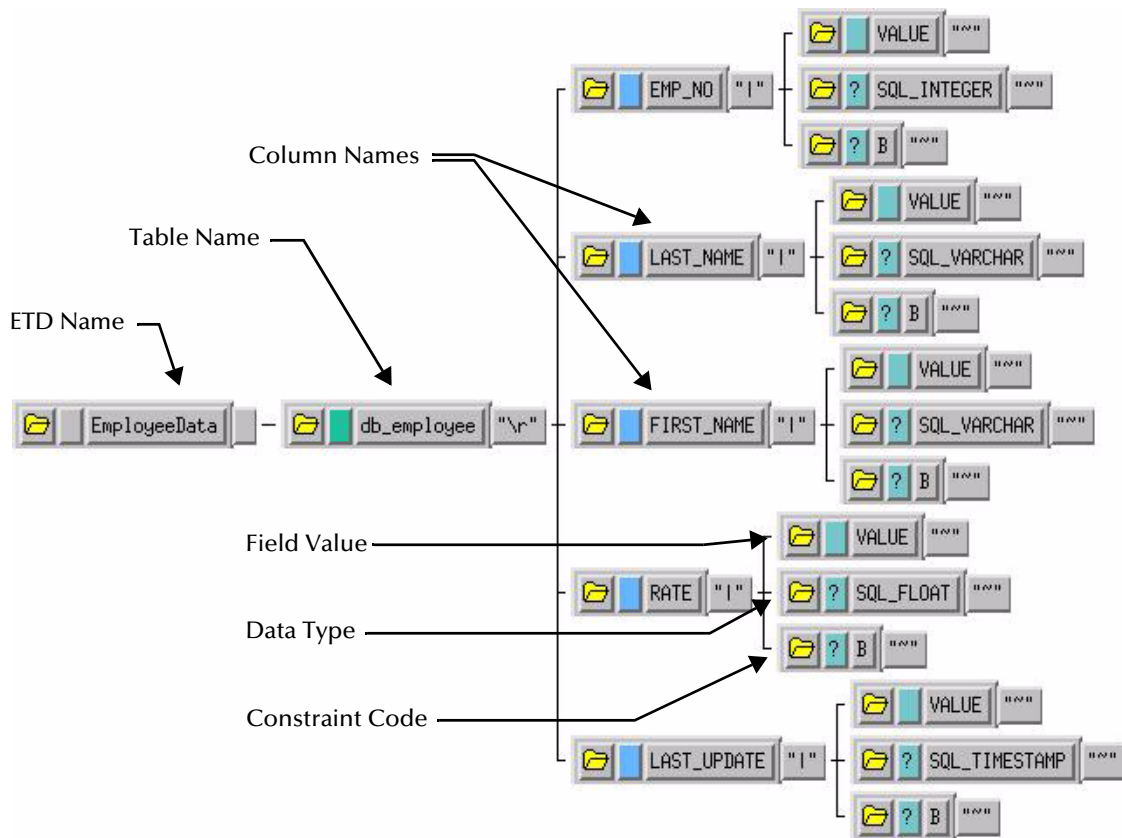 VALUE "~"
EMP_NO "|" ? SQL_INTEGER "~"
? B "~"
Column Names
VALUE "~"
Table Name
LAST_NAME "|" ? SQL_VARCHAR "~"
ETD Name
? B "~"
VALUE "~"
EmployeeData db_employee "\r" FIRST_NAME "|" ? SQL_VARCHAR "~"
? B "~"
Field Value VALUE "~"
RATE "|" ? SQL_FLOAT "~"
Data Type
? B "~"
Constraint Code
VALUE "~"
LAST_UPDATE "|" ? SQL_TIMESTAMP "~"
? B "~"